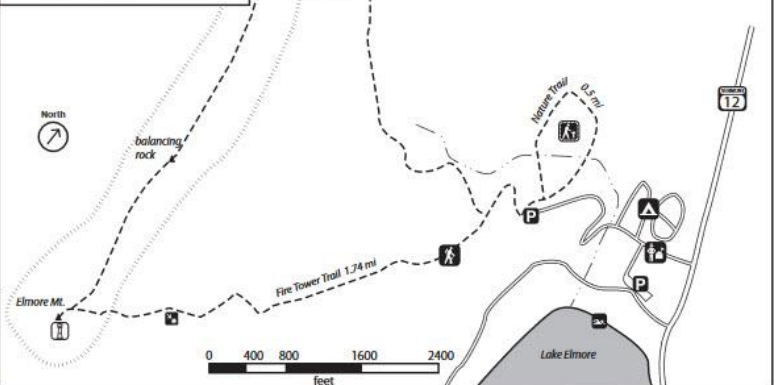 Nature Trail
0.5 mi
VERMONT
12
North
balancing
rock
P
Fire Tower Trail 1.74 mi
P
Elmore Mt.
0 400 800 1600 2400
feet
Lake Elmore